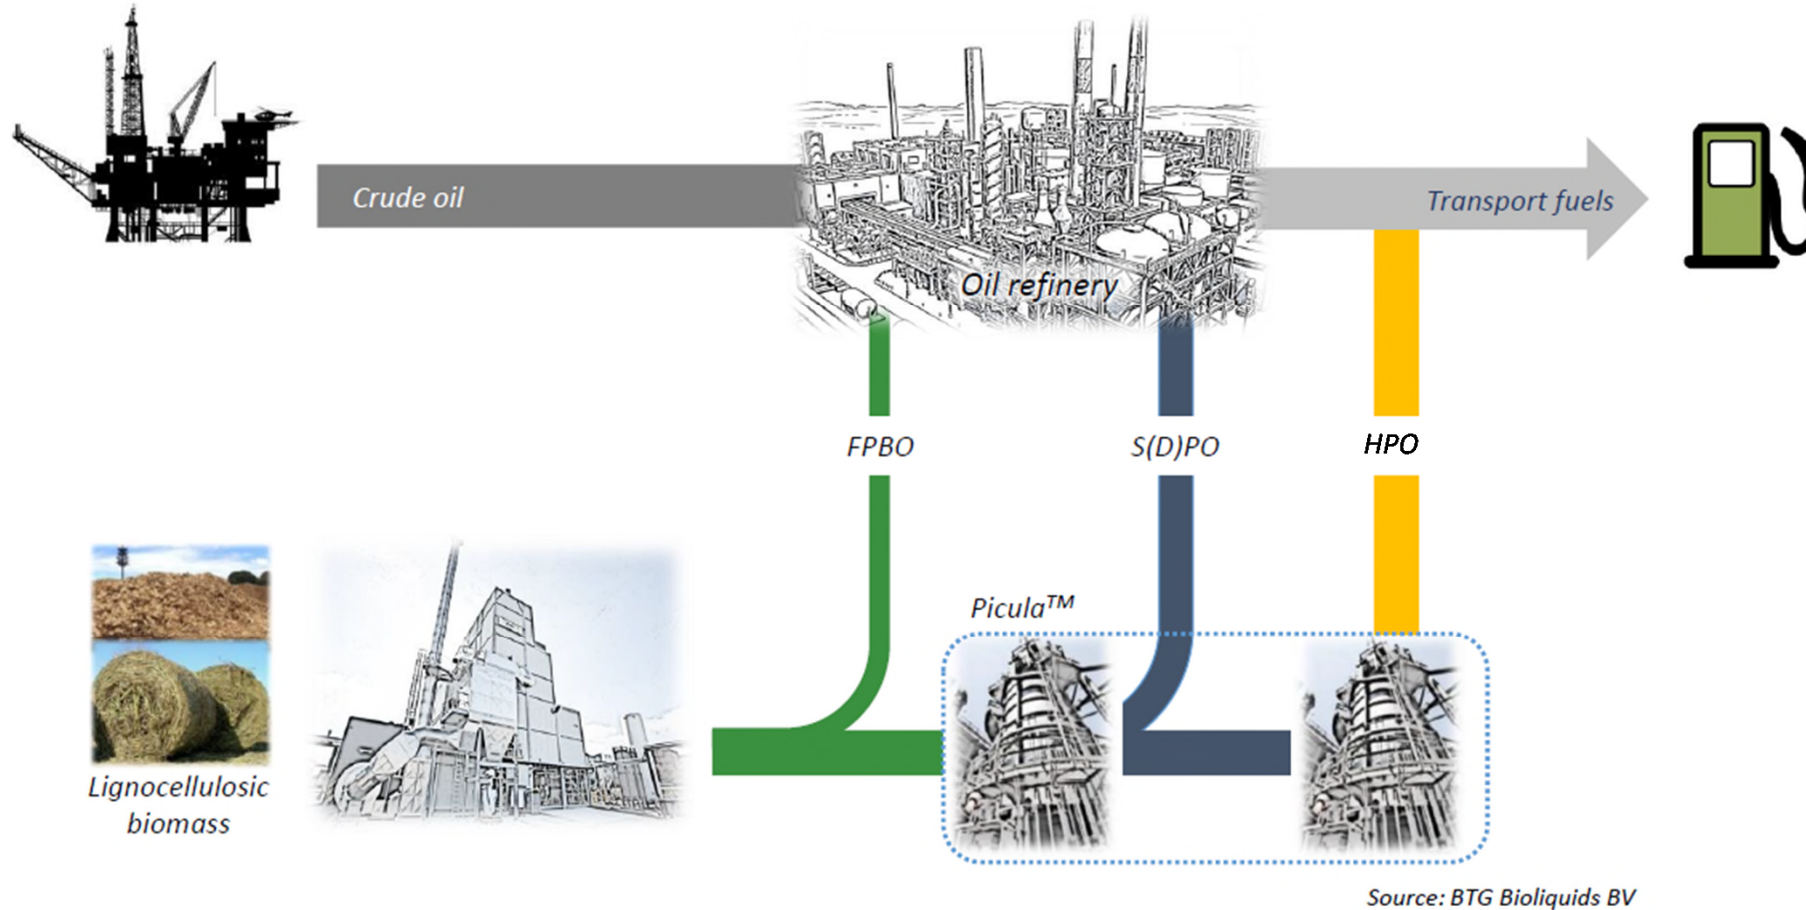 Crude oil
Transport fuels
Oil refinery
FPBO
S(D)PO
HPO
Picula™
Lignocellulosic
biomass
Source: BTG Bioliquids BV